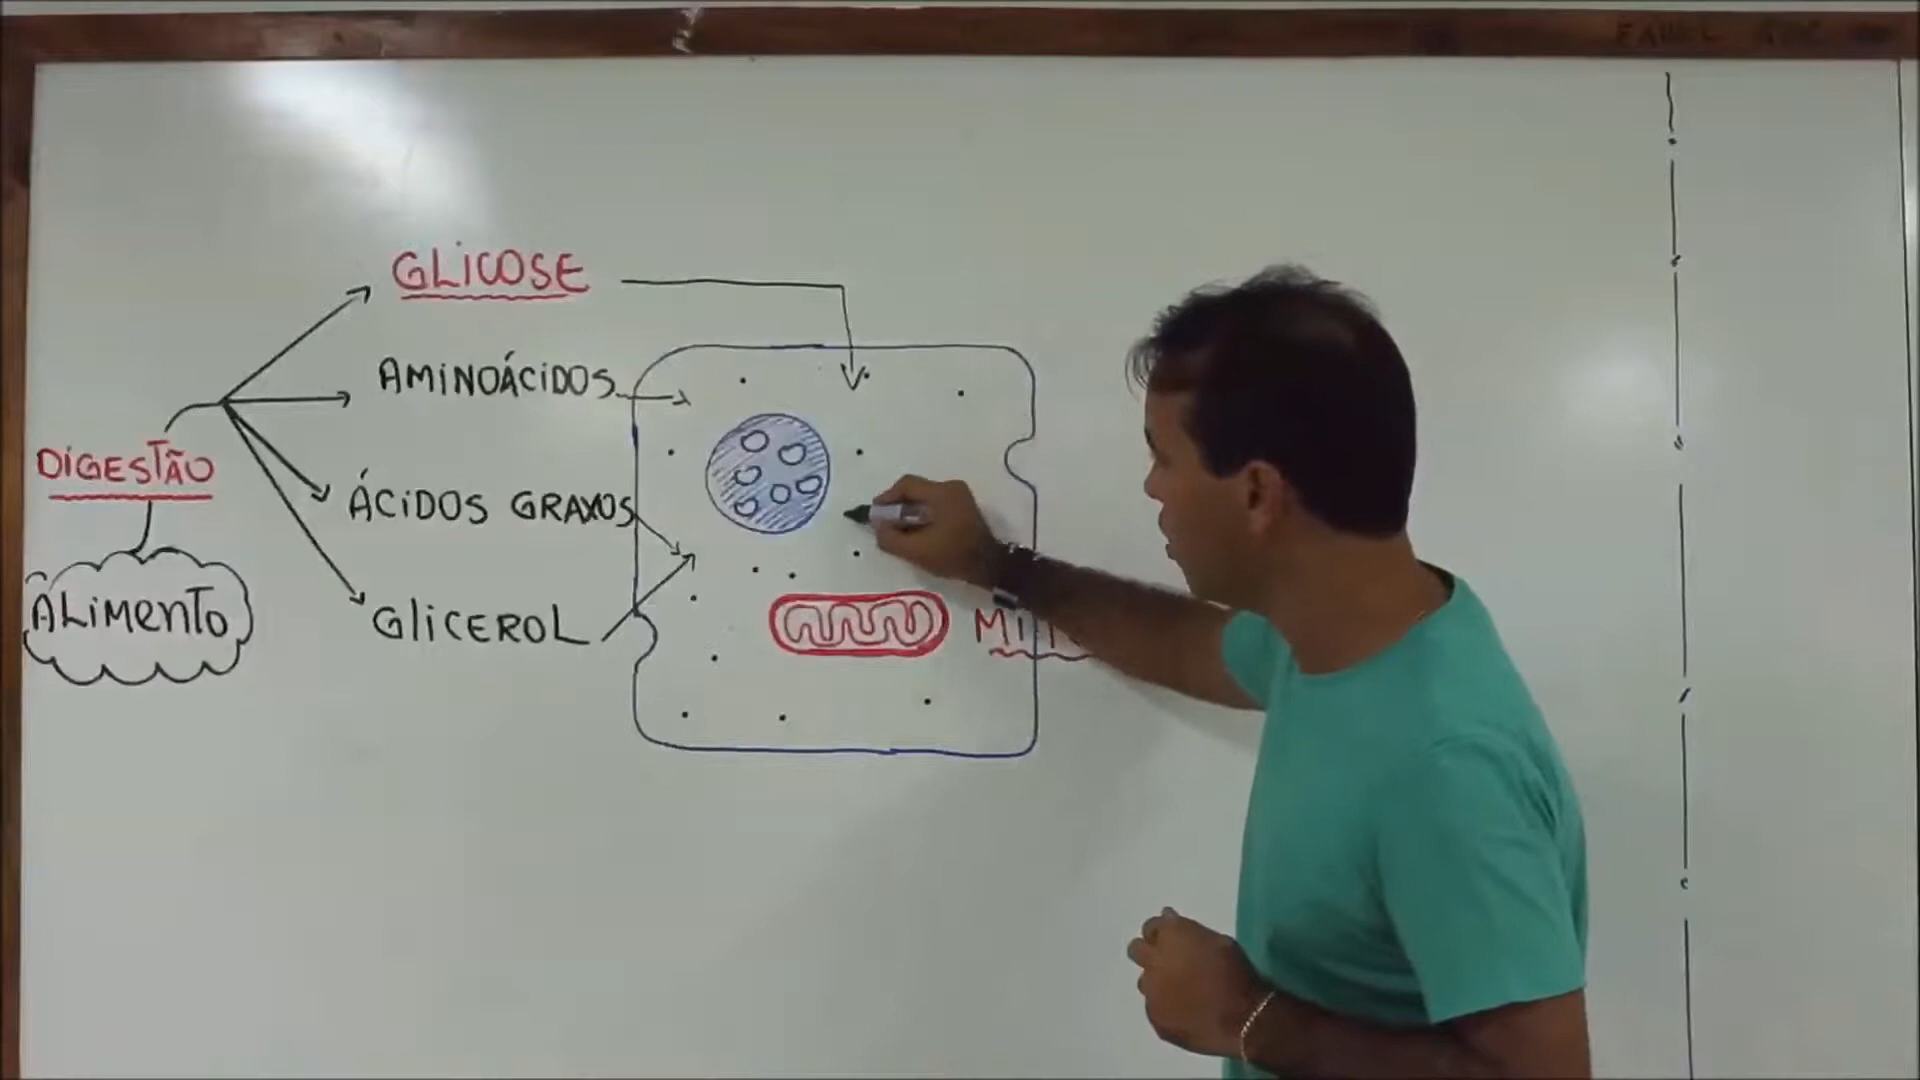 GLICOSE
AMINOÁCIDOS
DIGESTÃO
ÁCIDOS GRAXOS
ALIMENTO
GLICEROL